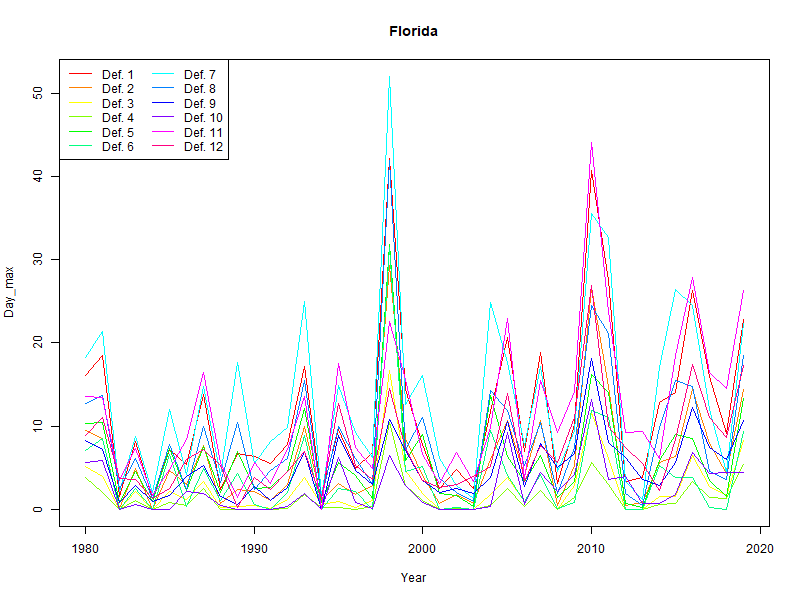 Florida
Def. 1 Def. 7
Def. 2 Def. 8
Def. 3 Def. 9
Def. 4 Def. 10
Def. 5 Def. 11
Def. 6 Def. 12
Day_max
50
40
30
20
10
0
1980 1990 2000 2010 2020
Year